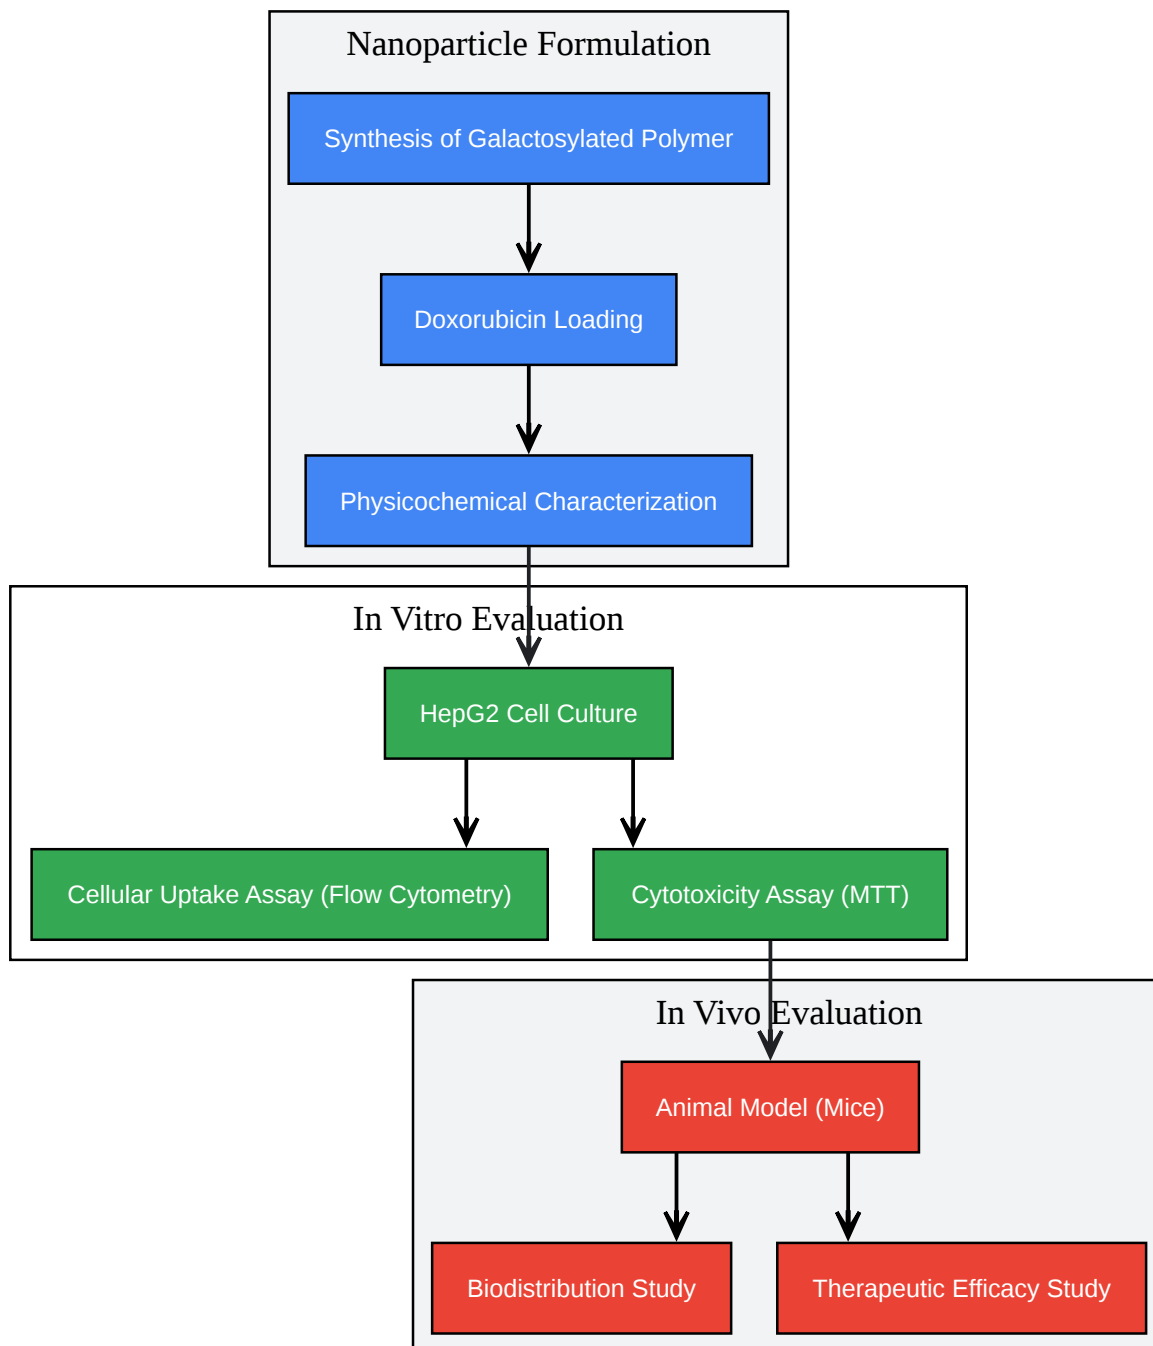 Nanoparticle Formulation
Synthesis of Galactosylated Polymer
Doxorubicin Loading
Physicochemical Characterization
In Vitro Evaluation
HepG2 Cell Culture
Cellular Uptake Assay (Flow Cytometry)
Cytotoxicity Assay (MTT)
In Vivo Evaluation
Animal Model (Mice)
Biodistribution Study
Therapeutic Efficacy Study